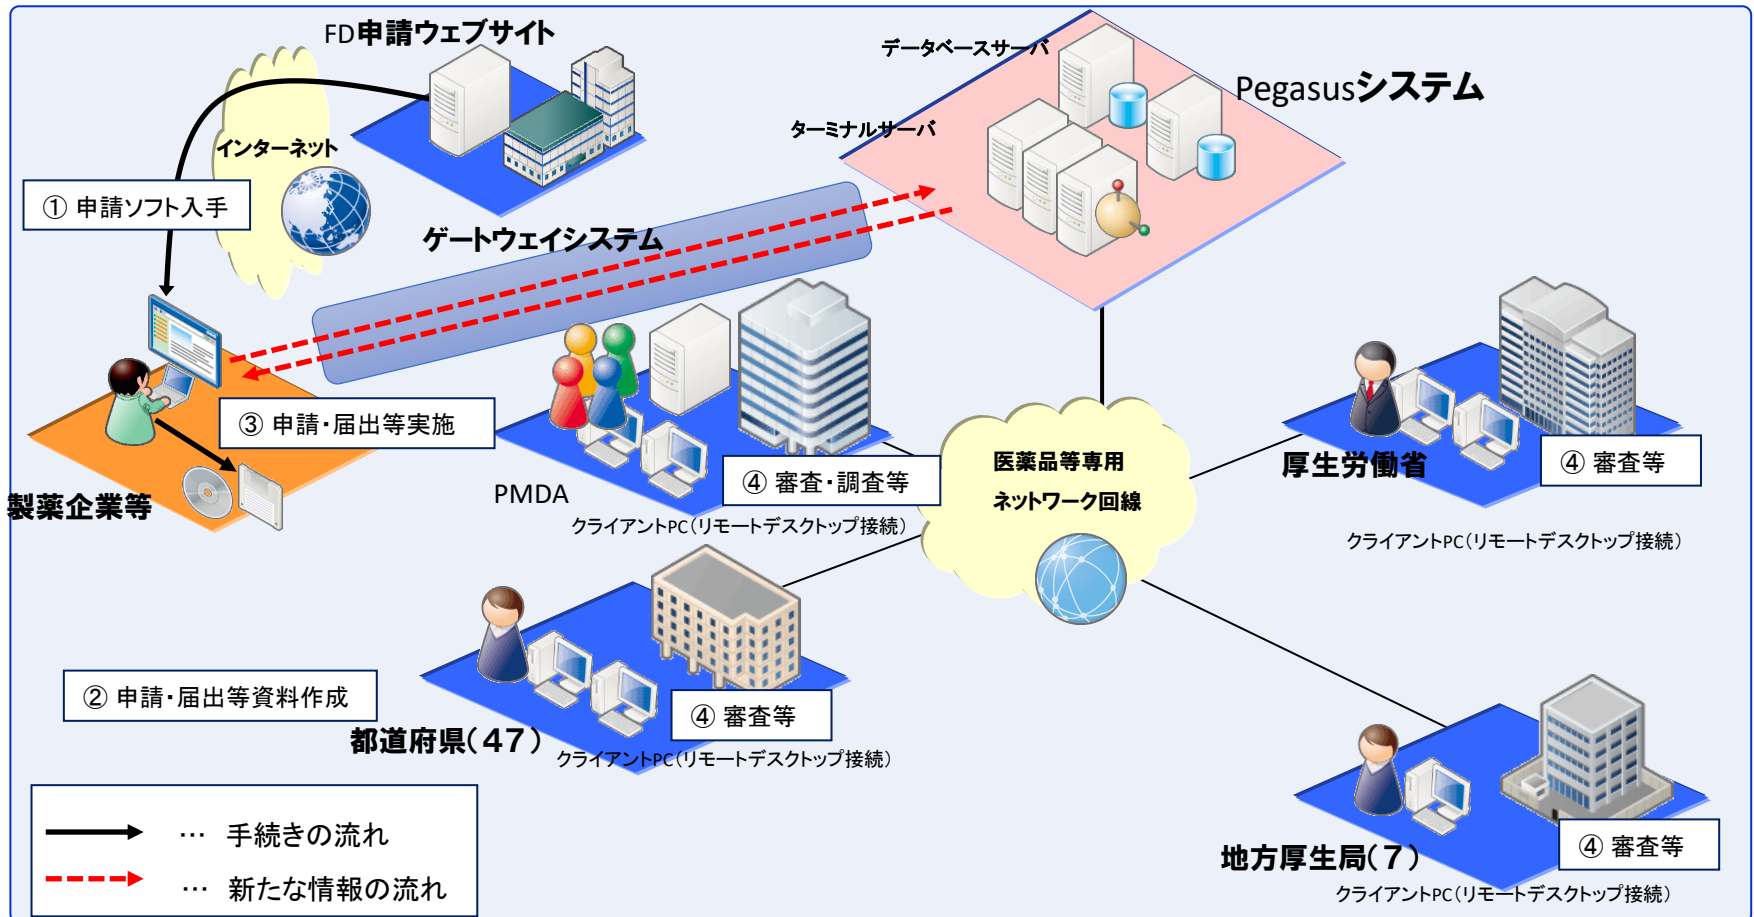 FD申請ウェブサイト
データベースサーバ
Pegasusシステム
ターミナルサーバ
インターネット
① 申請ソフト入手
ゲートウェイシステム
③ 申請・届出等実施
医薬品等専用
ネットワーク回線
厚生労働省
④ 審査等
④ 審査・調査等
PMDA
製薬企業等
クライアントPC(リモートデスクトップ接続)
クライアントPC(リモートデスクトップ接続)
② 申請・届出等資料作成
④ 審査等
都道府県(47)
クライアントPC(リモートデスクトップ接続)
… 手続きの流れ
… 新たな情報の流れ
④ 審査等
地方厚生局(7)
クライアントPC(リモートデスクトップ接続)